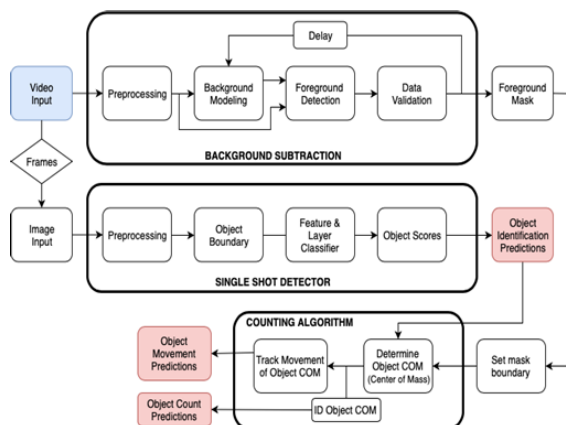 Delay
Video
Input
Preprocessing
Background
Modeling
Foreground
Detection
Data
Validation
Foreground
Mask
BACKGROUND SUBTRACTION
Frames
Image
Input
Preprocessing
Object
Boundary
Feature &
Layer
Classifier
Object Scores
Object
Identification
Predictions
SINGLE SHOT DETECTOR
COUNTING ALGORITHM
Object
Movement
Predictions
Track Movement
of Object COM
Determine
Object COM
(Center of Mass)
Set mask
boundary
Object Count
Predictions
ID Object COM